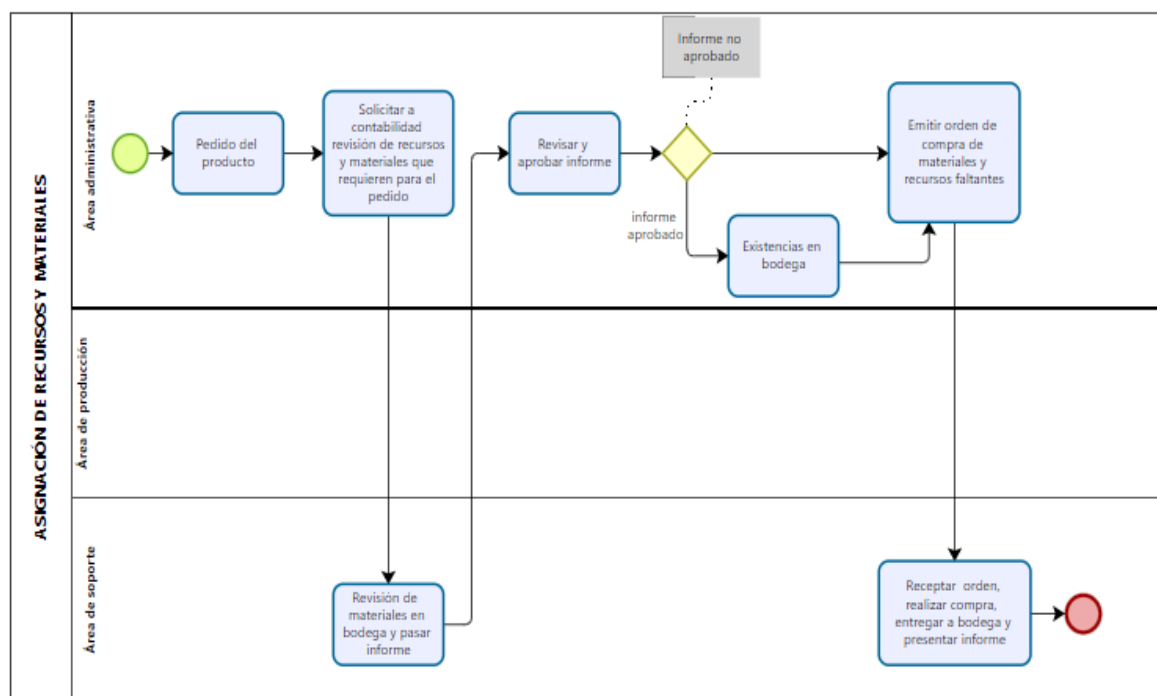 ASIGNACIÓN DE RECURSOS Y MATERIALES
Área administrativa
Pedido del
producto
Solicitar a
contabilidad
revisión de recursos
y materiales que
requieren para el
pedido
Revisar y
aprobar informe
Informe no
aprobado
informe
aprobado
Existencias en
bodega
Emitir orden de
compra de
materiales y
recursos faltantes
Área de producción
Área de soporte
Revisión de
materiales en
bodega y pasar
informe
Receptar orden,
realizar compra,
entregar a bodega y
presentar informe